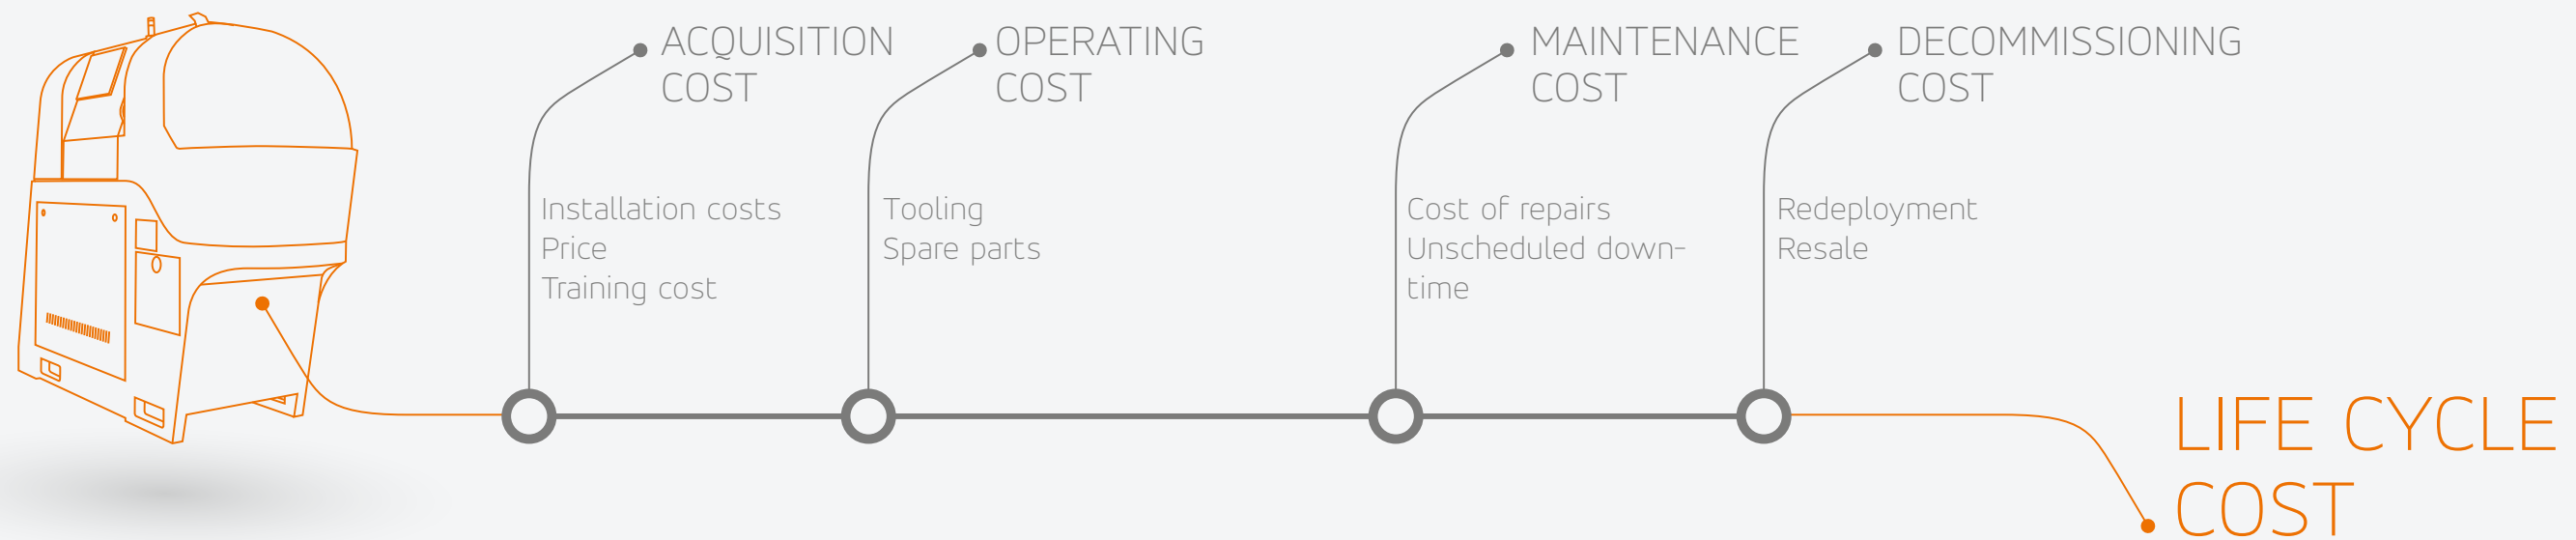 ACQUISITION
COST
Installation costs
Price
Training cost
OPERATING
COST
Tooling
Spare parts
MAINTENANCE
COST
Cost of repairs
Unscheduled down-
time
DECOMMISSIONING
COST
Redeployment
Resale
LIFE CYCLE
COST